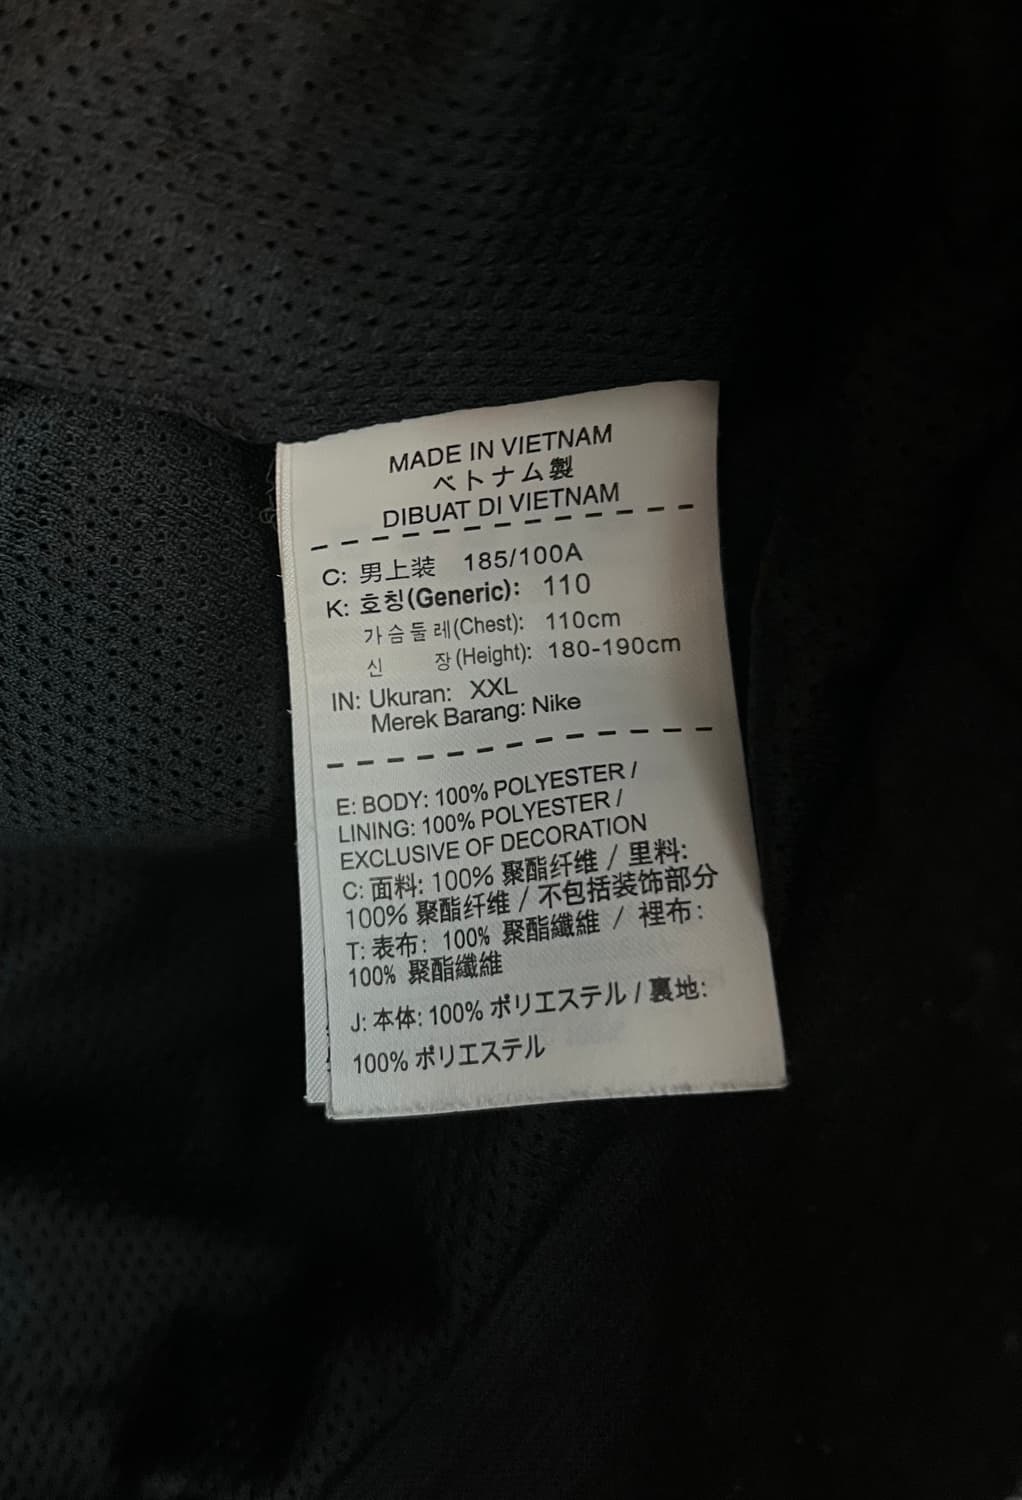 MADE IN VIETNAM
ベトナム製
DIBUAT DI VIETNAM
C: 男上装 185/100A
K: 호칭(Generic): 110
가슴둘레(Chest): 110cm
신 장(Height): 180-190cm
IN: Ukuran: XXL
Merek Barang: Nike
E: BODY: 100% POLYESTER /
LINING: 100% POLYESTER /
EXCLUSIVE OF DECORATION
C: 面料: 100% 聚酯纤维 / 里料:
100% 聚酯纤维 / 不包括装饰部分
T: 表布: 100% 聚酯纖維 / 裡布:
100% 聚酯纖維
J: 本体: 100% ポリエステル / 裏地:
100% ポリエステル